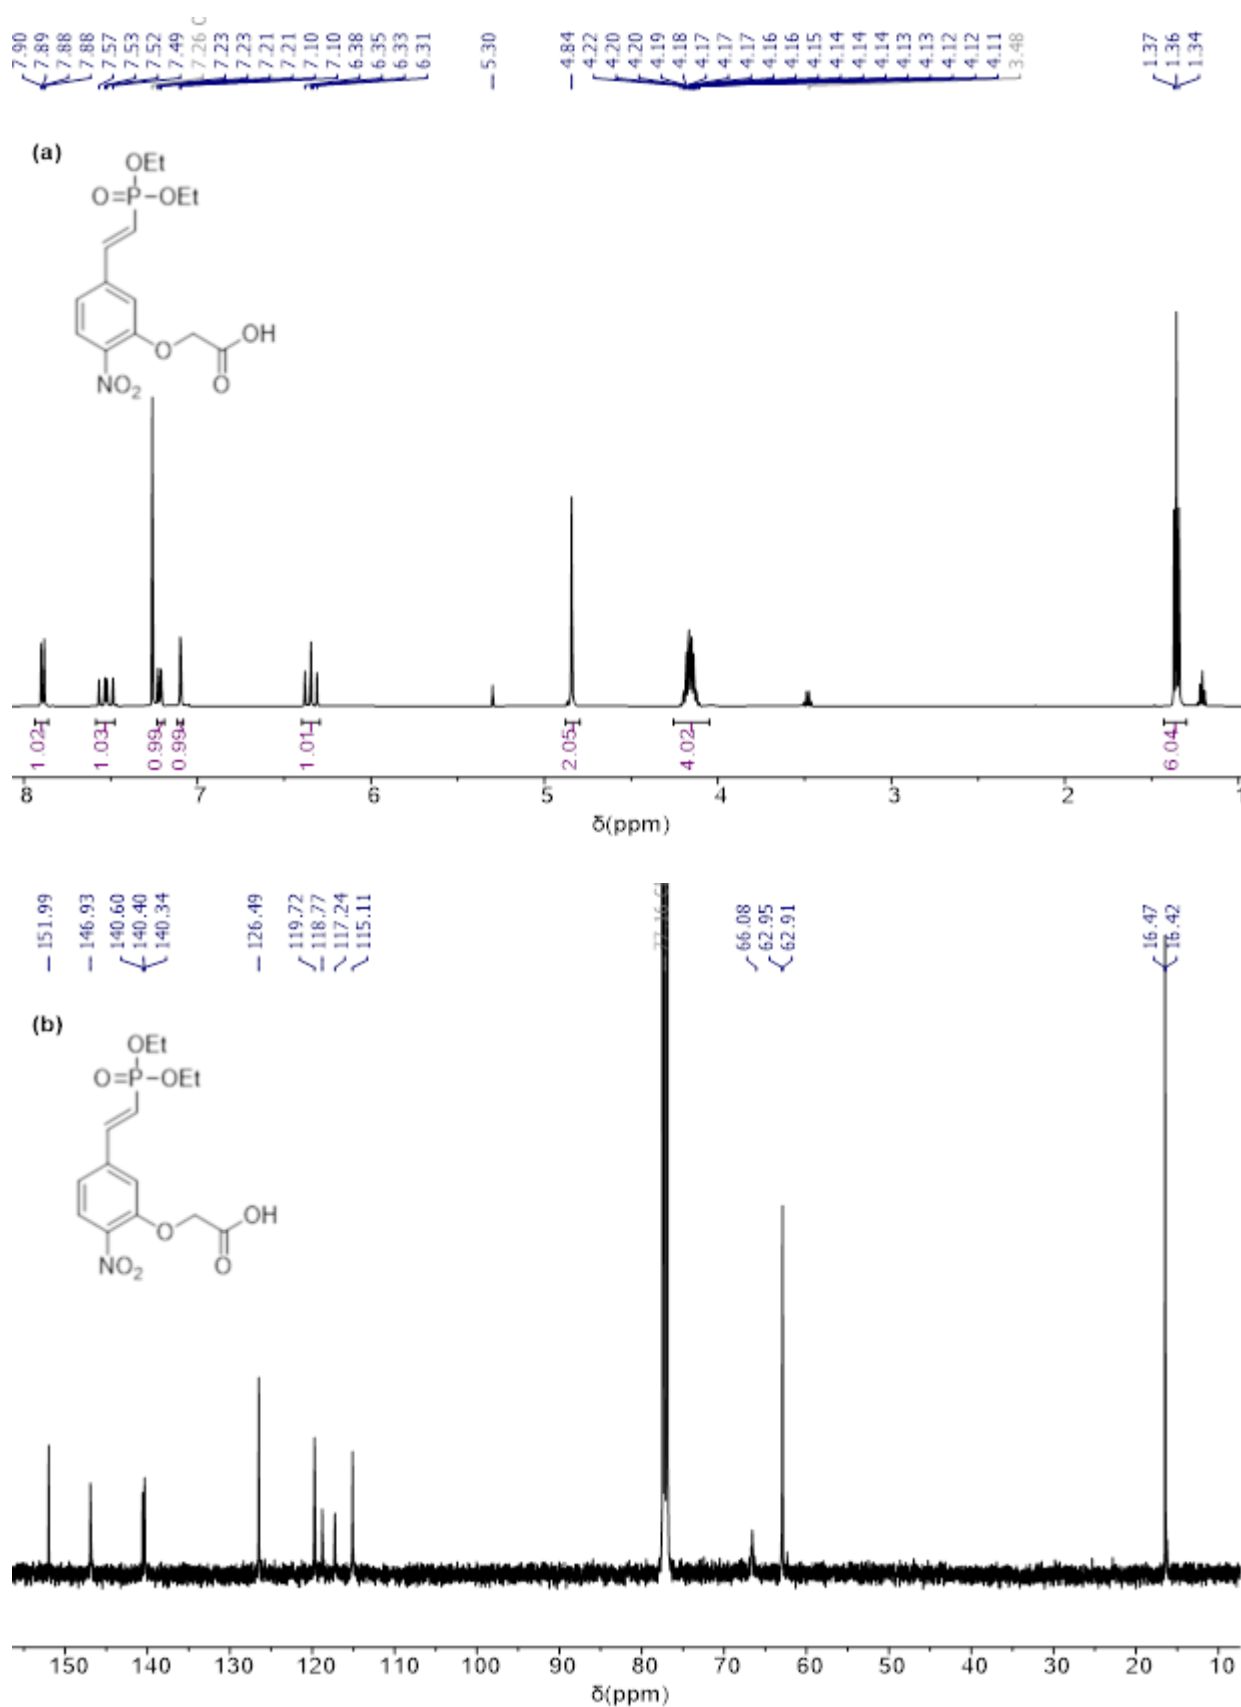 7.90 7.89 7.88 7.88 7.57 7.53 7.52 7.49 7.26 C 7.23 7.23 7.21 7.21 7.10 7.10 6.38 6.35 6.33 6.31 5.30 4.84 4.22 4.20 4.20 4.19 4.18 4.17 4.17 4.17 4.16 4.16 4.15 4.14 4.14 4.14 4.13 4.13 4.12 4.12 4.11 3.48 1.37 1.36 1.34
(a)
OEt
O=P-OEt
OH
O
O
NO2
1.02 1.03 0.99 0.99 1.01 2.05 4.02 6.04
8 7 6 5 4 3 2 1
δ(ppm)
151.99 146.93 140.60 140.40 140.34 126.49 119.72 118.77 117.24 115.11 77.16 66.08 62.95 62.91 16.47 16.42
(b)
OEt
O=P-OEt
OH
O
O
NO2
150 140 130 120 110 100 90 80 70 60 50 40 30 20 10
δ(ppm)